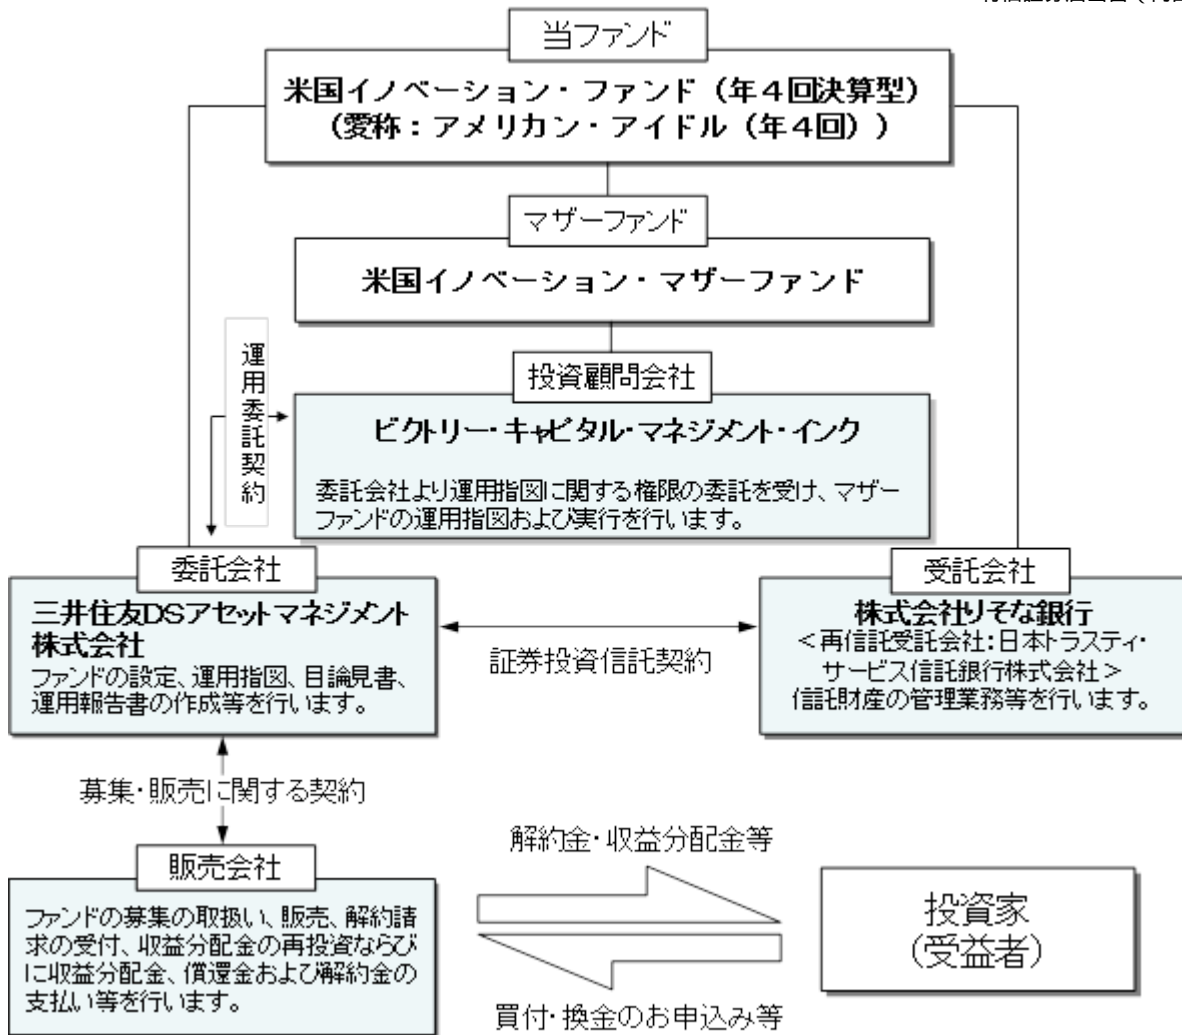 当ファンド
米国イノベーション・ファンド（年４回決算型）
（愛称：アメリカン・アイドル（年４回））
マザーファンド
米国イノベーション・マザーファンド
運用委託契約
投資顧問会社
ビクトリー・キャピタル・マネジメント・インク
委託会社より運用指図に関する権限の委託を受け、マザー
ファンドの運用指図および実行を行います。
委託会社
三井住友DSアセットマネジメント
株式会社
ファンドの設定、運用指図、目論見書、
運用報告書の作成等を行います。
証券投資信託契約
受託会社
株式会社りそな銀行
＜再信託受託会社：日本トラスティ・
サービス信託銀行株式会社＞
信託財産の管理業務等を行います。
募集・販売に関する契約
販売会社
ファンドの募集の取扱い、販売、解約請
求の受付、収益分配金の再投資ならび
に収益分配金、償還金および解約金の
支払い等を行います。
解約金・収益分配金等
買付・換金のお申込み等
投資家
（受益者）